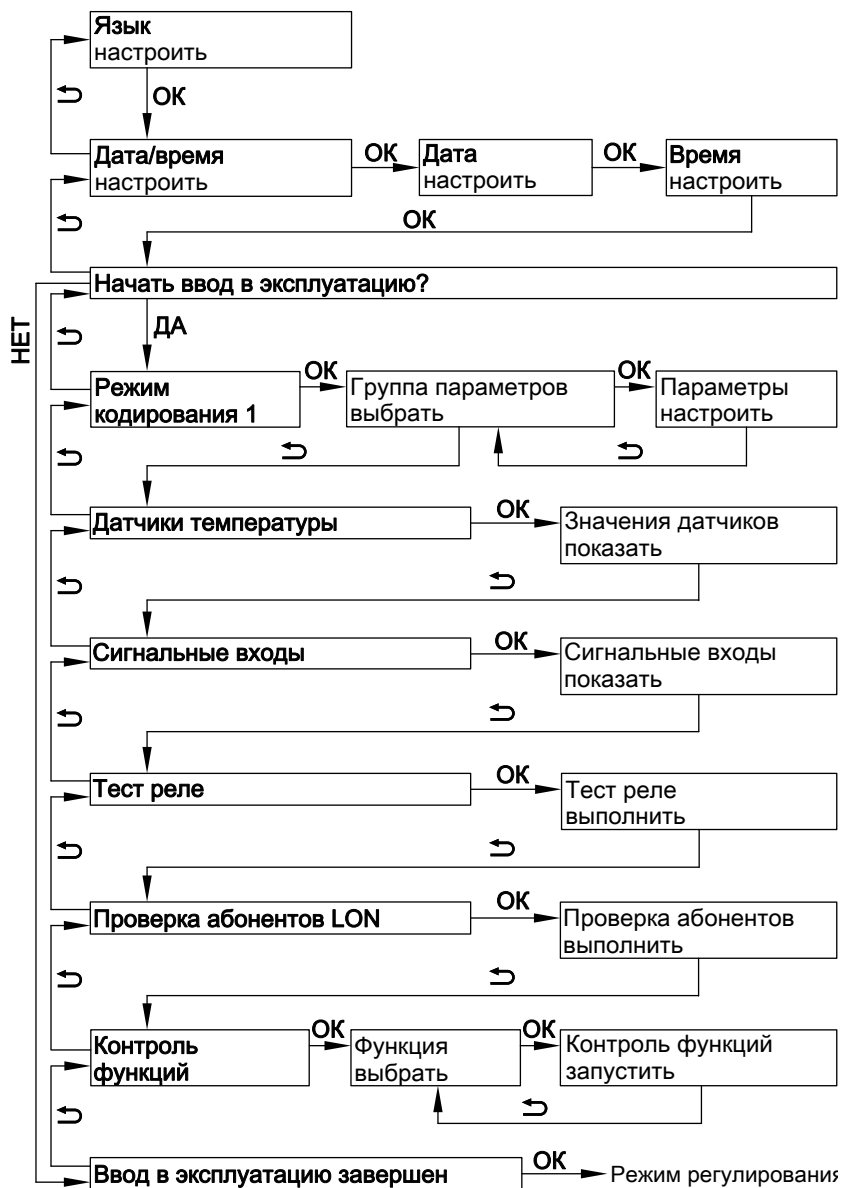 Язык
настроить
ОК
Дата/время
настроить
ОК
Дата
настроить
ОК
Время
настроить
ОК
Начать ввод в эксплуатацию?
НЕТ
ДА
Режим
кодирования 1
ОК
Группа параметров
выбрать
ОК
Параметры
настроить
Датчики температуры
ОК
Значения датчиков
показать
Сигнальные входы
ОК
Сигнальные входы
показать
Тест реле
ОК
Тест реле
выполнить
Проверка абонентов LON
ОК
Проверка абонентов
выполнить
Контроль
функций
ОК
Функция
выбрать
ОК
Контроль функций
запустить
Ввод в эксплуатацию завершен
ОК
Режим регулирования